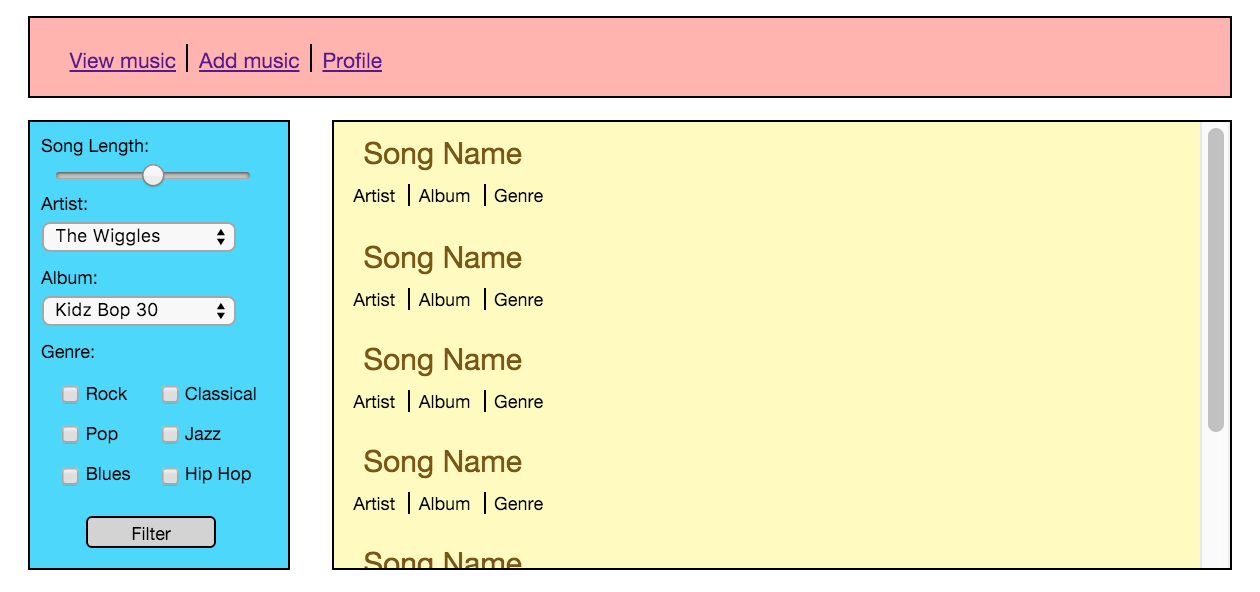 View music | Add music | Profile
Song Length:
Artist:
The Wiggles
Album:
Kidz Bop 30
Genre:
Rock Classical
Pop Jazz
Blues Hip Hop
Filter
Song Name
Artist | Album | Genre
Song Name
Artist | Album | Genre
Song Name
Artist | Album | Genre
Song Name
Artist | Album | Genre
Song Name